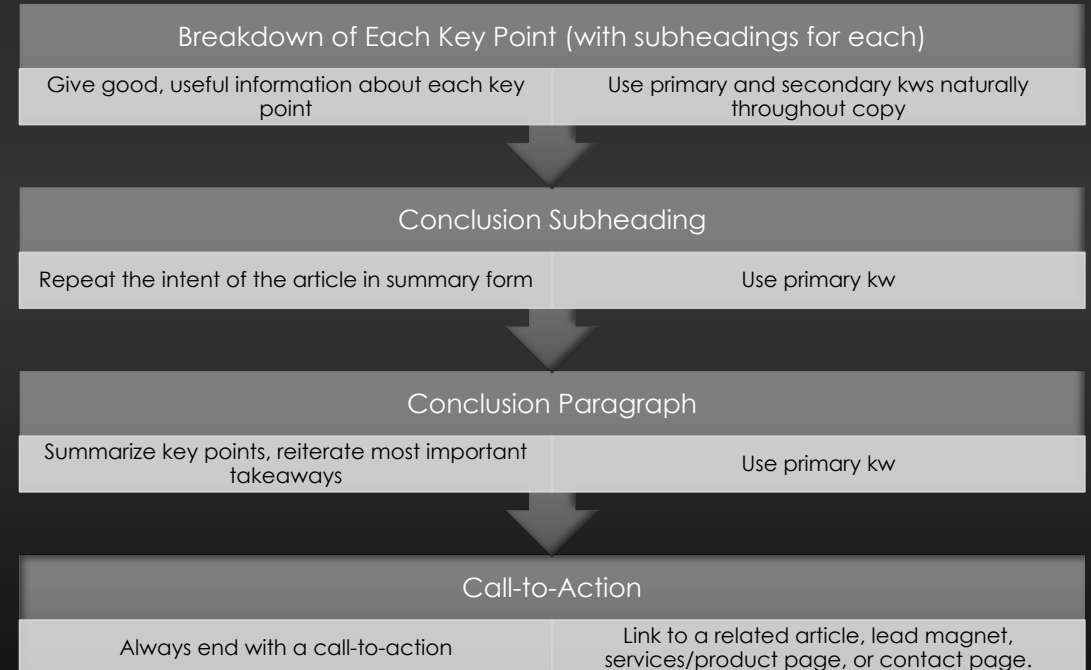 Breakdown of Each Key Point (with subheadings for each)
Give good, useful information about each key
point
Use primary and secondary kws naturally
throughout copy
Conclusion Subheading
Repeat the intent of the article in summary form
Use primary kw
Conclusion Paragraph
Summarize key points, reiterate most important
takeaways
Use primary kw
Call-to-Action
Always end with a call-to-action
Link to a related article, lead magnet,
services/product page, or contact page.